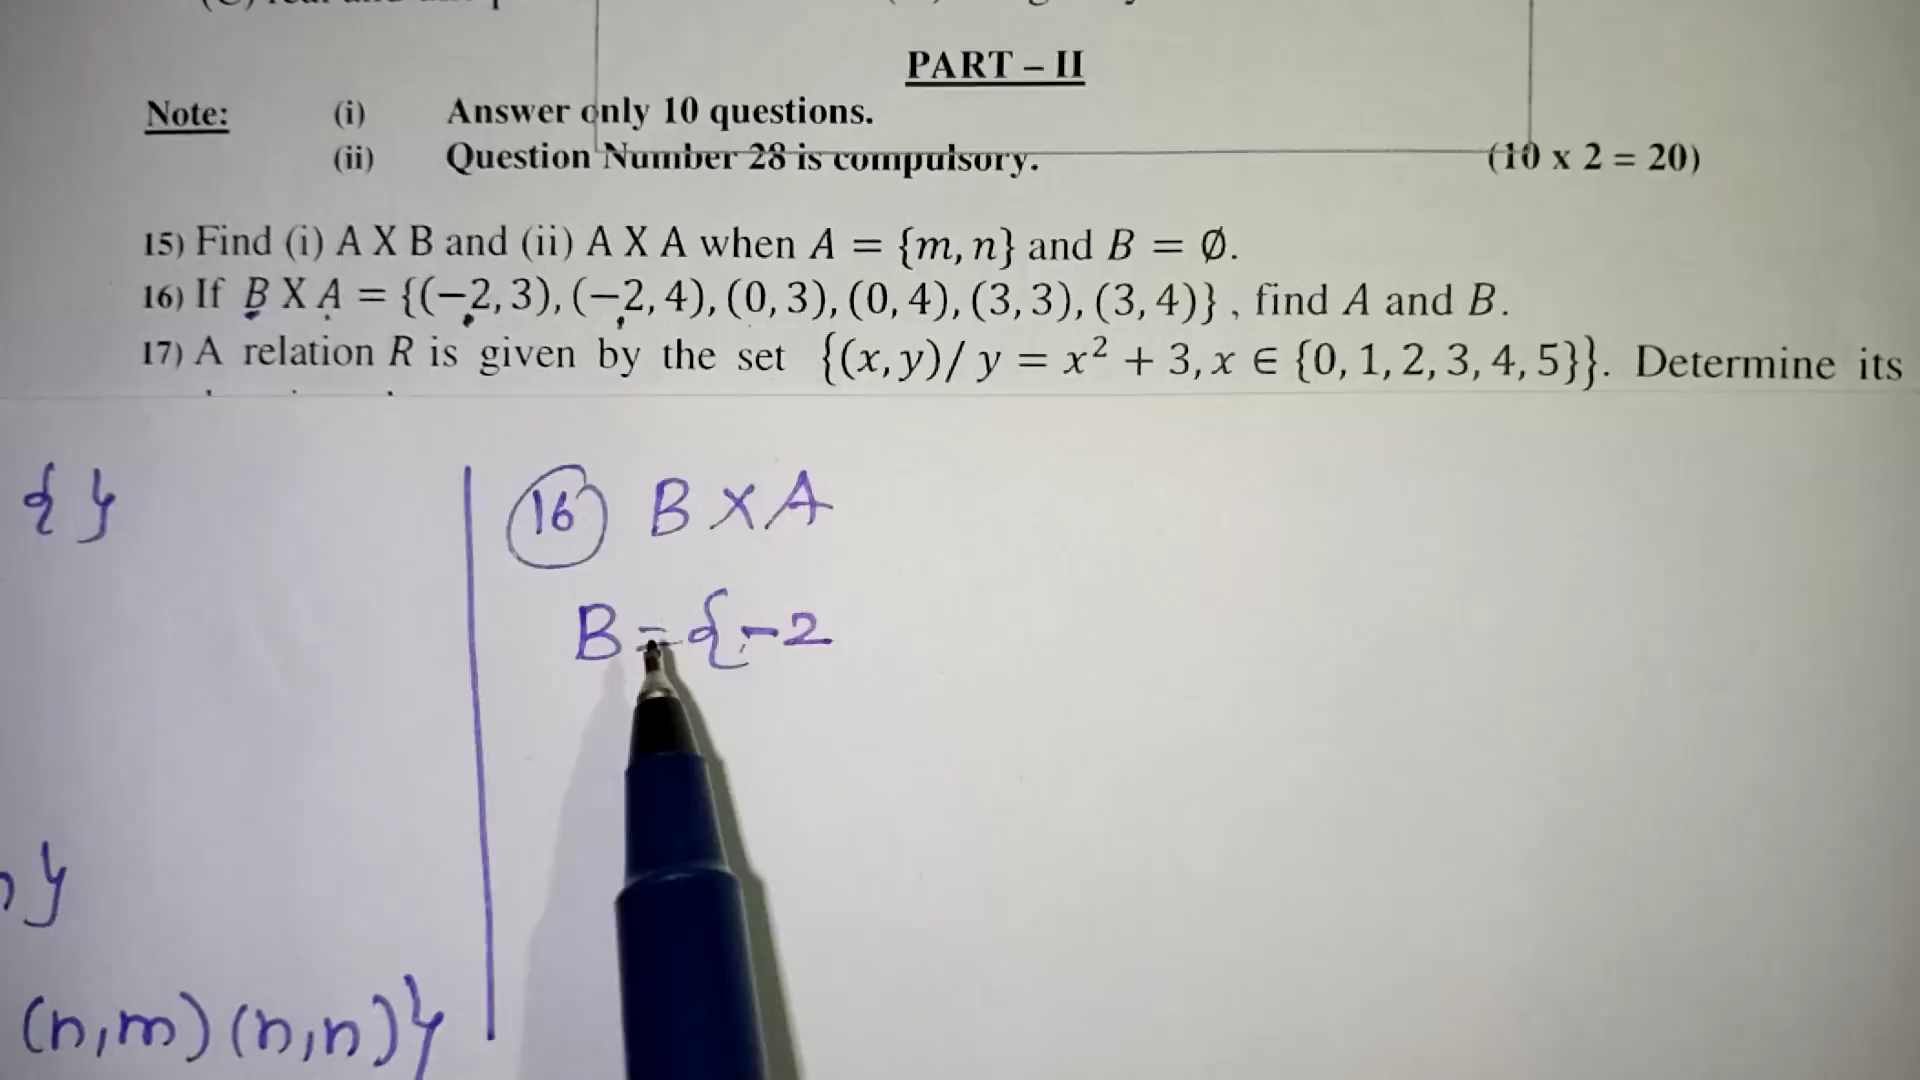 PART – II
Note: (i) Answer only 10 questions.
(ii) Question Number 28 is compulsory. (10 x 2 = 20)
15) Find (i) A X B and (ii) A X A when A = {m, n} and B = ∅.
16) If B X A = {(−2, 3), (−2, 4), (0, 3), (0, 4), (3, 3), (3, 4)} , find A and B.
17) A relation R is given by the set {(x, y)/ y = x² + 3, x ∈ {0, 1, 2, 3, 4, 5}}. Determine its
{ }
16 B X A
B = { -2
}
(n,m) (n,n)}